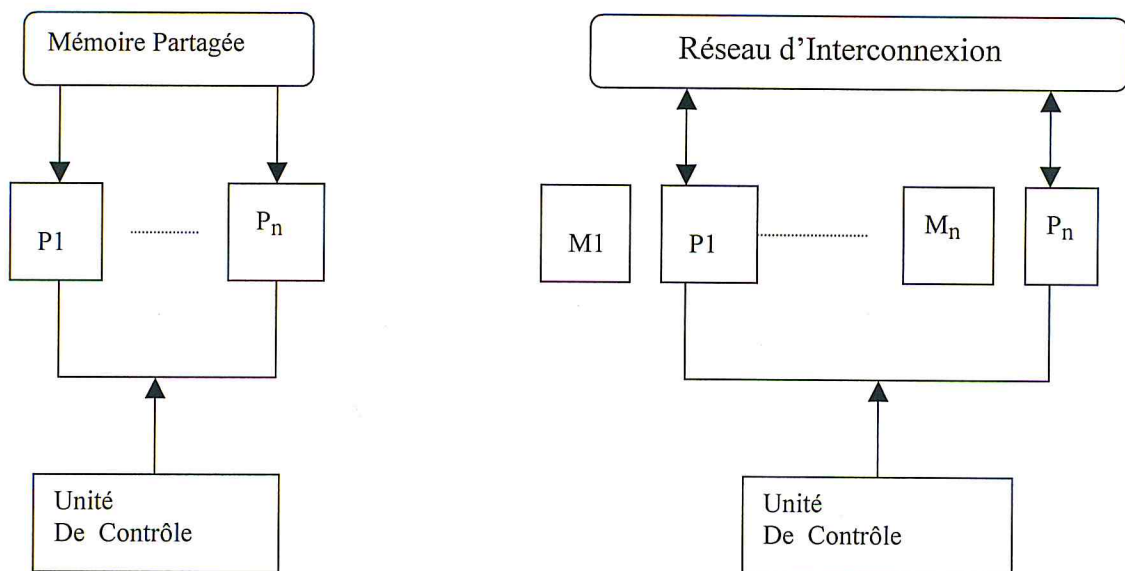 Mémoire Partagée
P1
Pn
Unité
De Contrôle
Réseau d'Interconnexion
M1
P1
Mn
Pn
Unité
De Contrôle